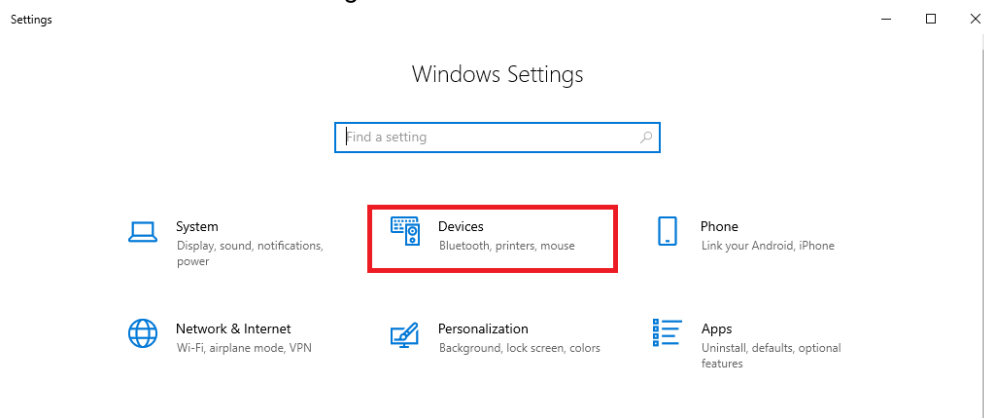 Settings
Windows Settings
Find a setting
System
Display, sound, notifications,
power
Devices
Bluetooth, printers, mouse
Phone
Link your Android, iPhone
Network & Internet
Wi-Fi, airplane mode, VPN
Personalization
Background, lock screen, colors
Apps
Uninstall, defaults, optional
features